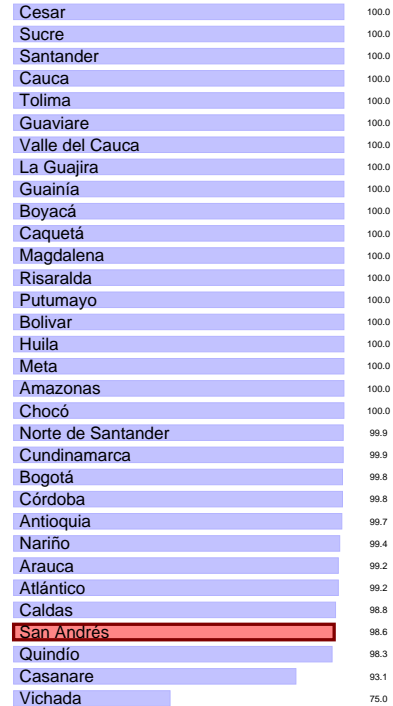 Cesar 100.0
Sucre 100.0
Santander 100.0
Cauca 100.0
Tolima 100.0
Guaviare 100.0
Valle del Cauca 100.0
La Guajira 100.0
Guainía 100.0
Boyacá 100.0
Caquetá 100.0
Magdalena 100.0
Risaralda 100.0
Putumayo 100.0
Bolivar 100.0
Huila 100.0
Meta 100.0
Amazonas 100.0
Chocó 100.0
Norte de Santander 99.9
Cundinamarca 99.9
Bogotá 99.8
Córdoba 99.8
Antioquia 99.7
Nariño 99.4
Arauca 99.2
Atlántico 99.2
Caldas 98.8
San Andrés 98.6
Quindío 98.3
Casanare 93.1
Vichada 75.0